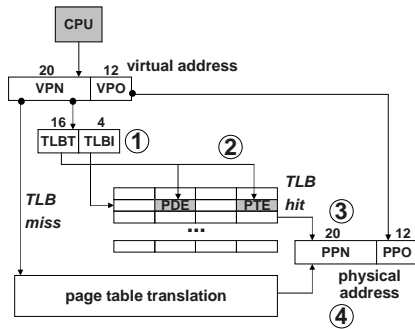 CPU
virtual address
20 12
VPN VPO
16 4
TLBT TLBI
1
2
TLB
hit
PDE PTE
TLB
miss
...
3
20 12
PPN PPO
page table translation
physical
address
4